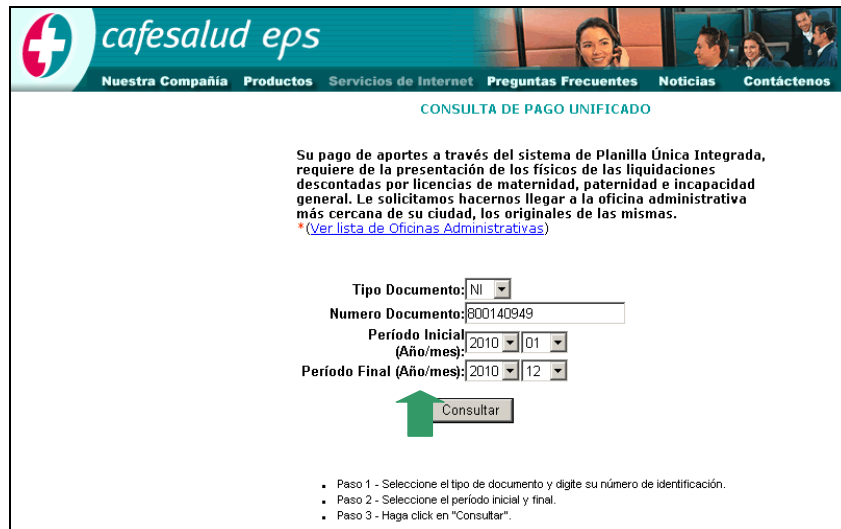 cafesalud eps
Nuestra Compañía Productos Servicios de Internet Preguntas Frecuentes Noticias Contáctenos
CONSULTA DE PAGO UNIFICADO
Su pago de aportes a través del sistema de Planilla Única Integrada,
requiere de la presentación de los físicos de las liquidaciones
descontadas por licencias de maternidad, paternidad e incapacidad
general. Le solicitamos hacernos llegar a la oficina administrativa
más cercana de su ciudad, los originales de las mismas.
*(Ver lista de Oficinas Administrativas)
Tipo Documento: NI
Numero Documento: 800140949
Período Inicial
(Año/mes): 2010 01
Período Final (Año/mes): 2010 12
Consultar
Paso 1 - Seleccione el tipo de documento y digite su número de identificación.
Paso 2 - Seleccione el período inicial y final.
Paso 3 - Haga click en "Consultar".